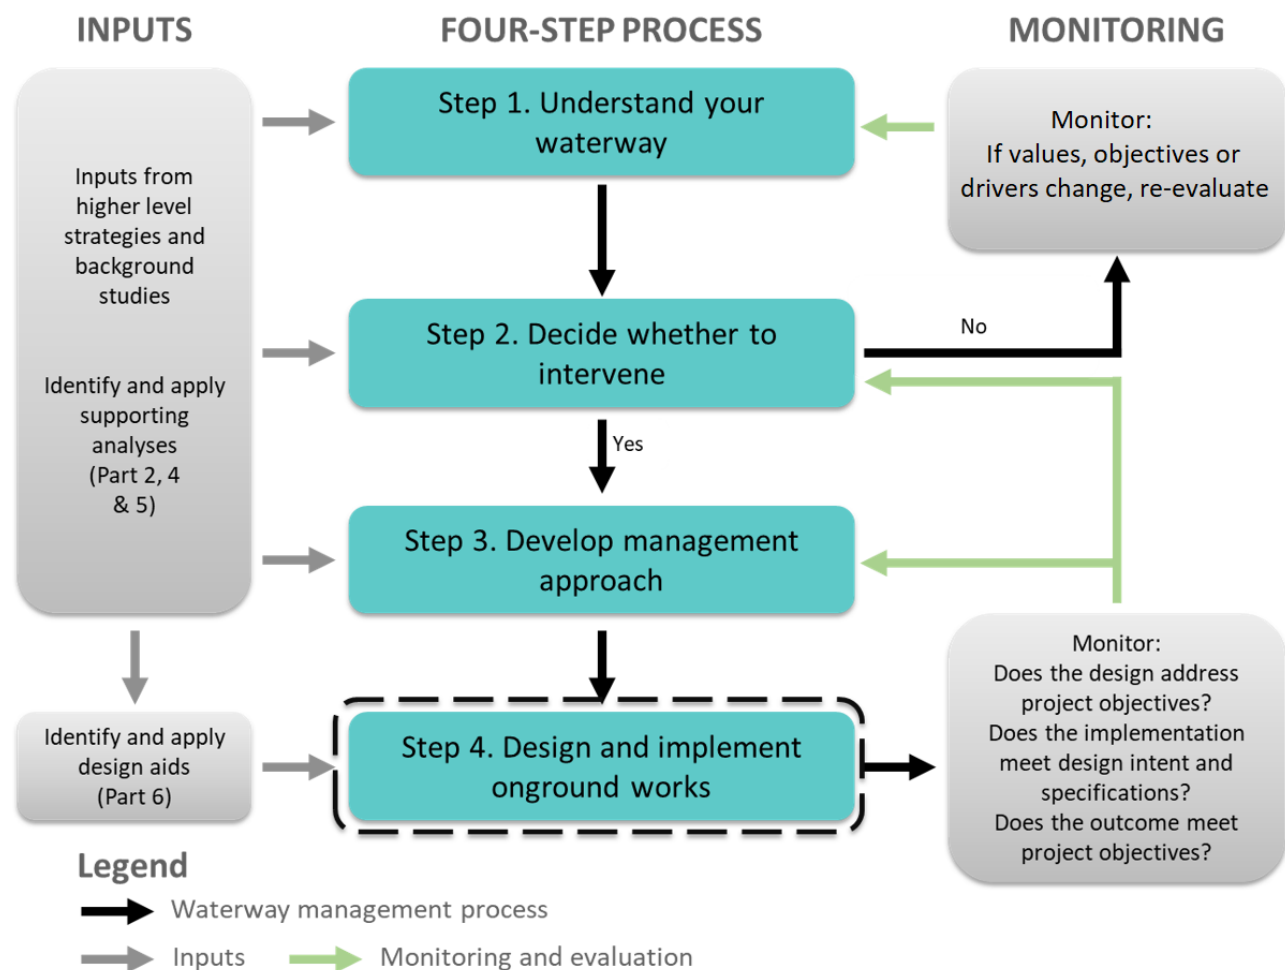 INPUTS
FOUR-STEP PROCESS
MONITORING
Inputs from
higher level
strategies and
background
studies
Identify and apply
supporting
analyses
(Part 2, 4
& 5)
Step 1. Understand your
waterway
Monitor:
If values, objectives or
drivers change, re-evaluate
Step 2. Decide whether to
intervene
No
Yes
Step 3. Develop management
approach
Identify and apply
design aids
(Part 6)
Step 4. Design and implement
onground works
Monitor:
Does the design address
project objectives?
Does the implementation
meet design intent and
specifications?
Does the outcome meet
project objectives?
Legend
Waterway management process
Inputs
Monitoring and evaluation